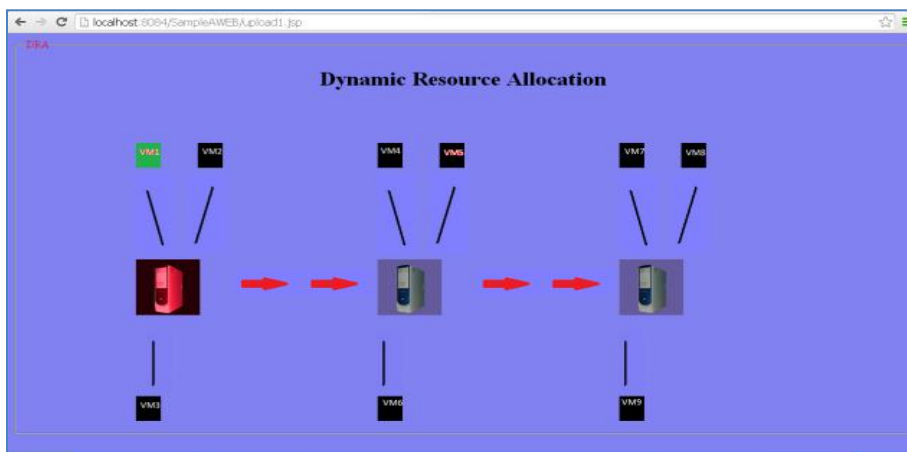 localhost:8084/SampleAWEB/upload1.jsp
DRA
Dynamic Resource Allocation
VM1 VM2 VM4 VM5 VM7 VM8
VM3 VM6 VM9